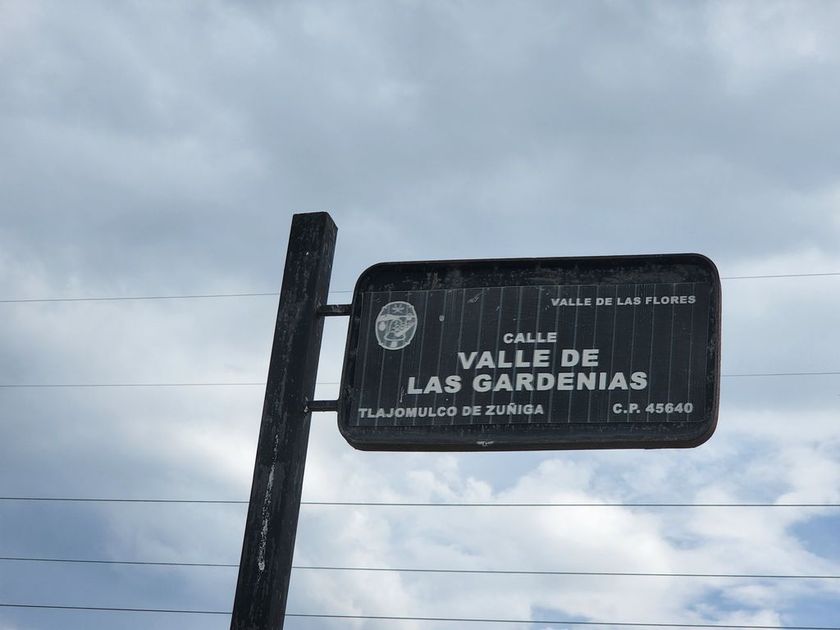 VALLE DE LAS FLORES
CALLE
VALLE DE
LAS GARDENIAS
TLAJOMULCO DE ZUÑIGA C.P. 45640